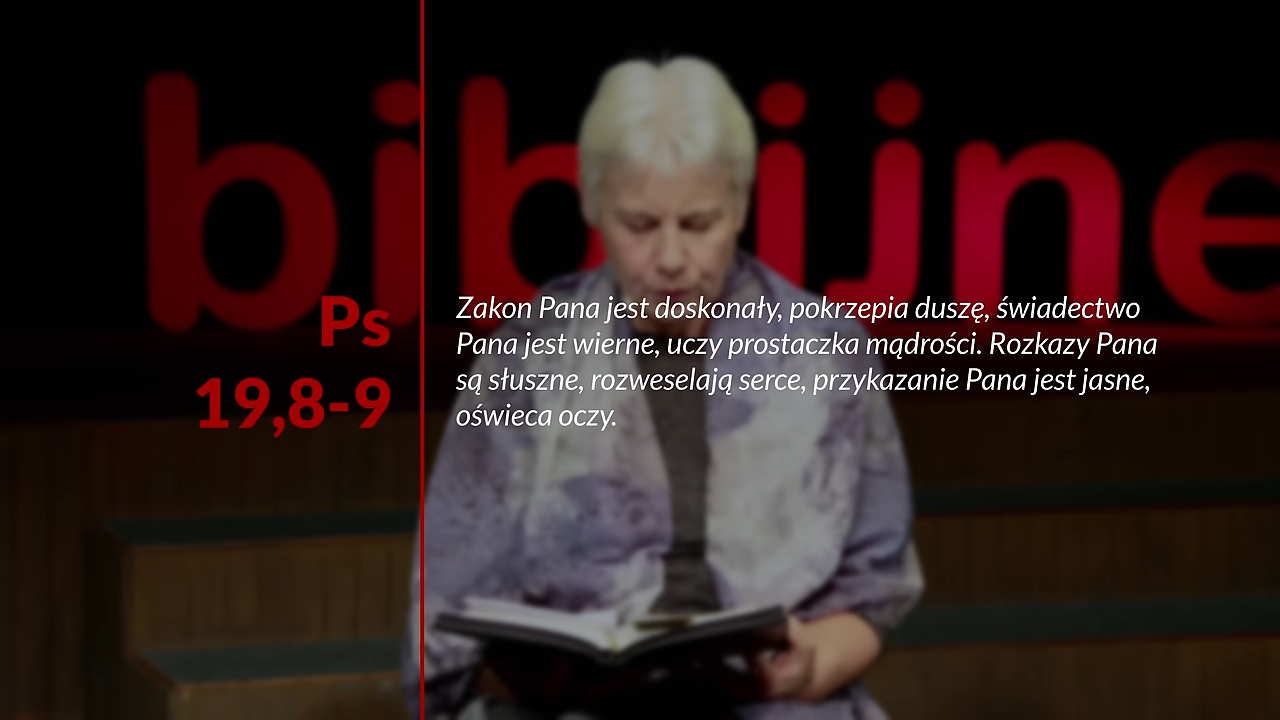 biblijne
Ps
19,8-9
Zakon Pana jest doskonały, pokrzepia duszę, świadectwo
Pana jest wierne, uczy prostaczka mądrości. Rozkazy Pana
są słuszne, rozweselają serce, przykazanie Pana jest jasne,
oświeca oczy.